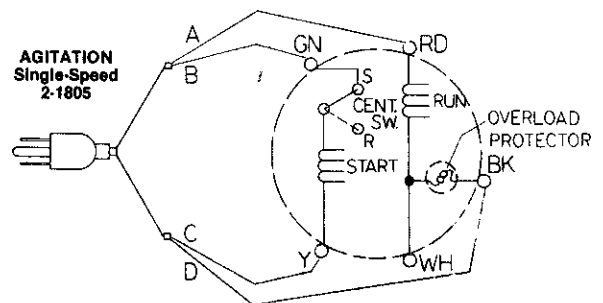 AGITATION
Single-Speed
2-1805
A
B
GN
RD
S
CENT.
SW.
R
RUN
START
OVERLOAD
PROTECTOR
BK
C
D
Y
WH